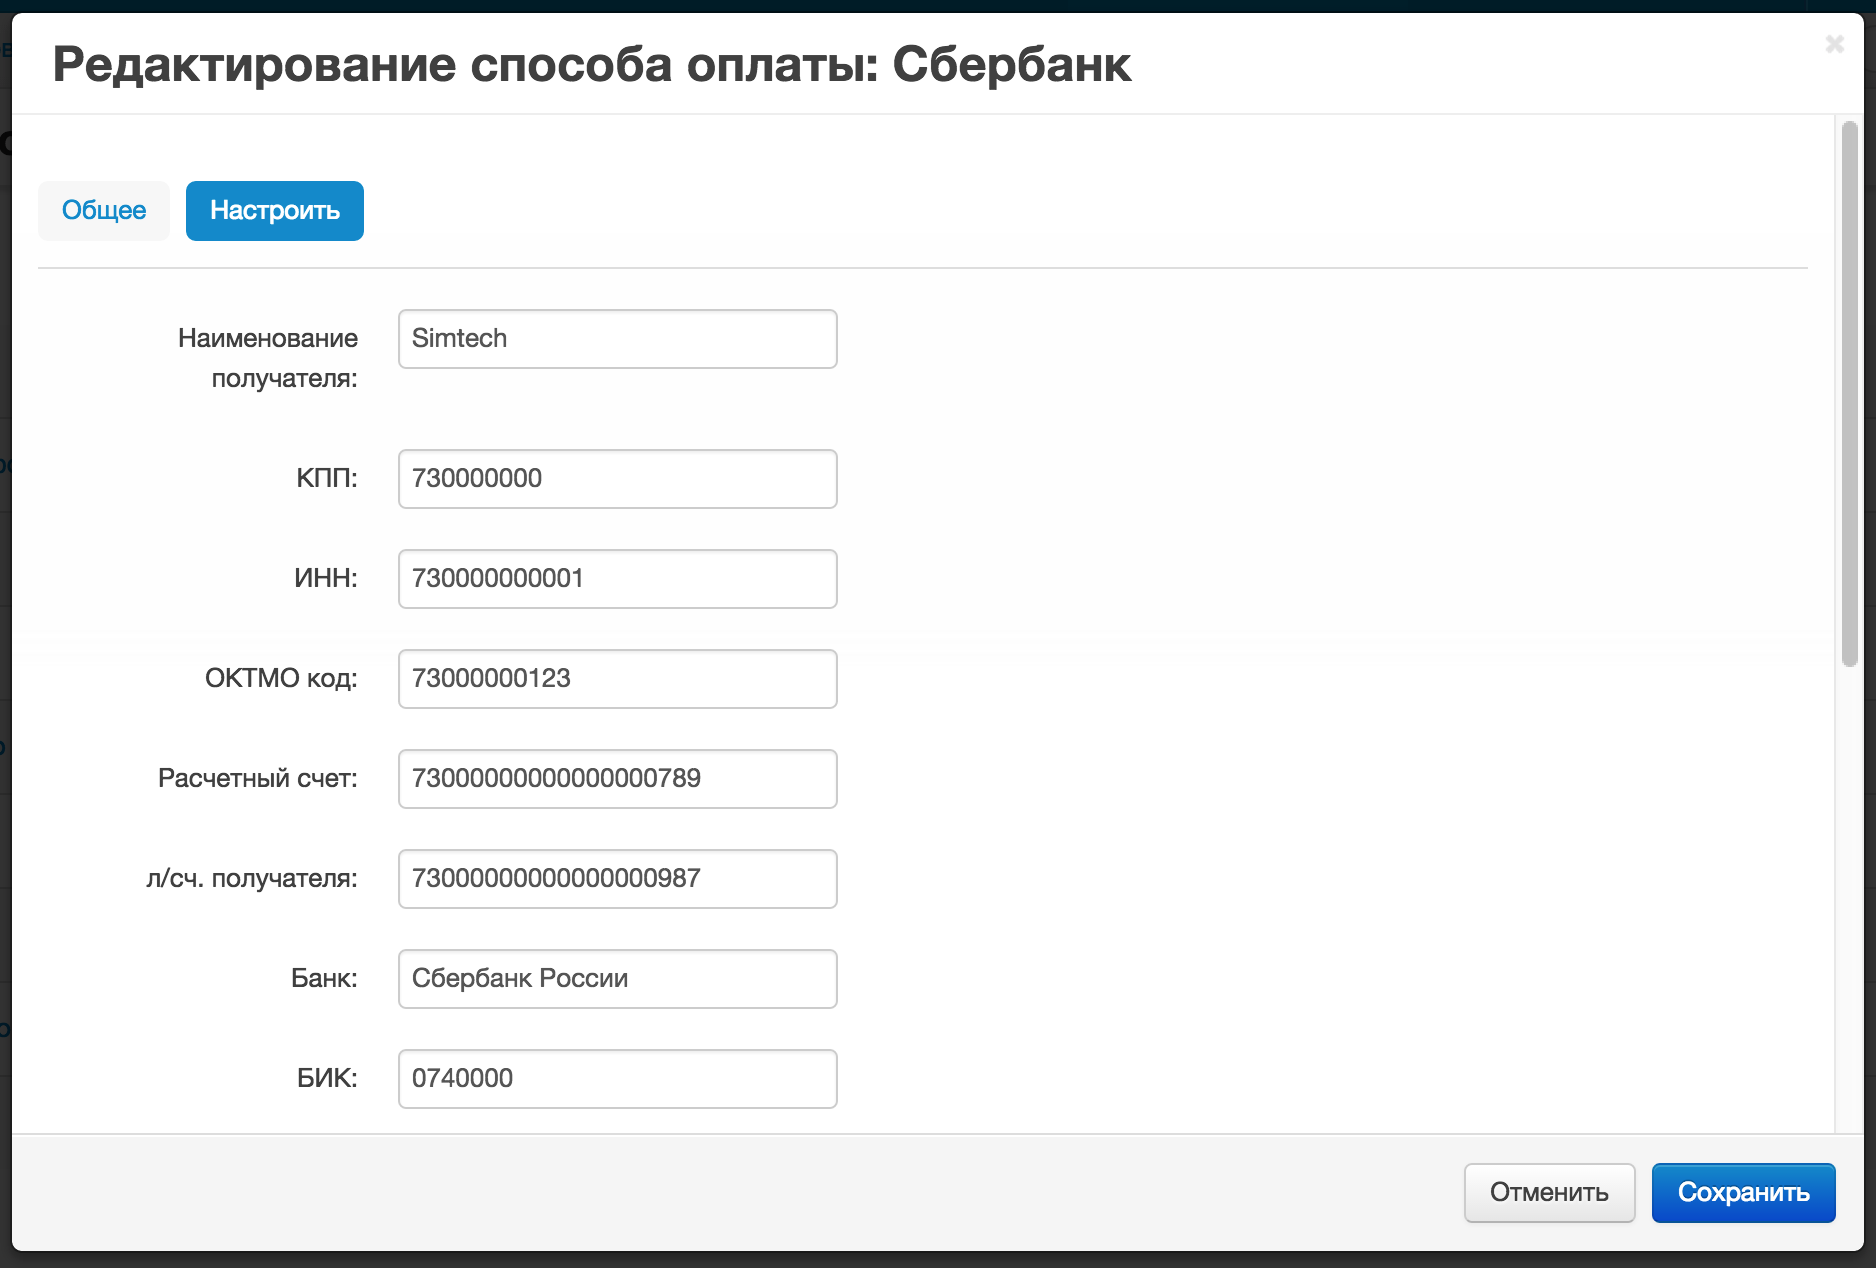 Редактирование способа оплаты: Сбербанк
Общее
Настроить
Наименование
получателя:
Simtech
КПП:
730000000
ИНН:
730000000001
ОКТМО код:
73000000123
Расчетный счет:
73000000000000000789
л/сч. получателя:
73000000000000000987
Банк:
Сбербанк России
БИК:
0740000
Отменить
Сохранить